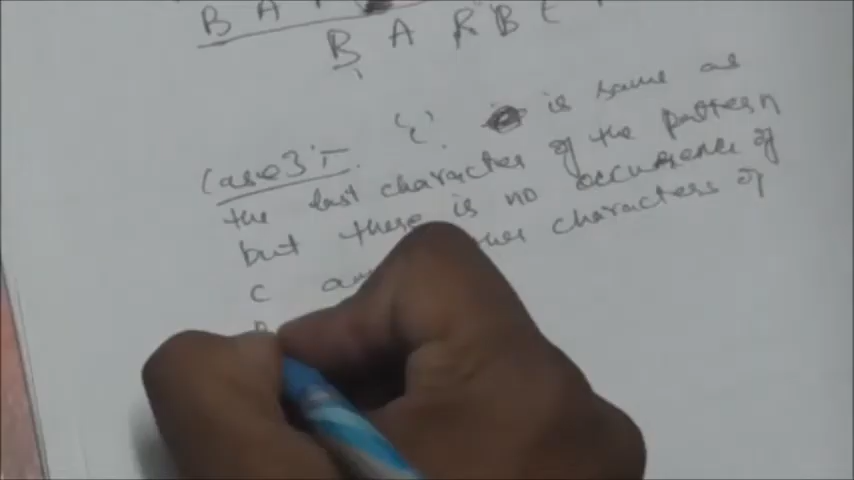 B A
B A R B E
Case 3:- 'c' is same as
the last character of the pattern
but there is no occurrence of
c characters of